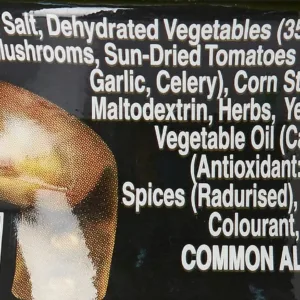 Salt, Dehydrated Vegetables (35
Mushrooms, Sun-Dried Tomatoes
Garlic, Celery), Corn St
Maltodextrin, Herbs, Ye
Vegetable Oil (Ca
(Antioxidant:
Spices (Radurised),
Colourant,
COMMON AL